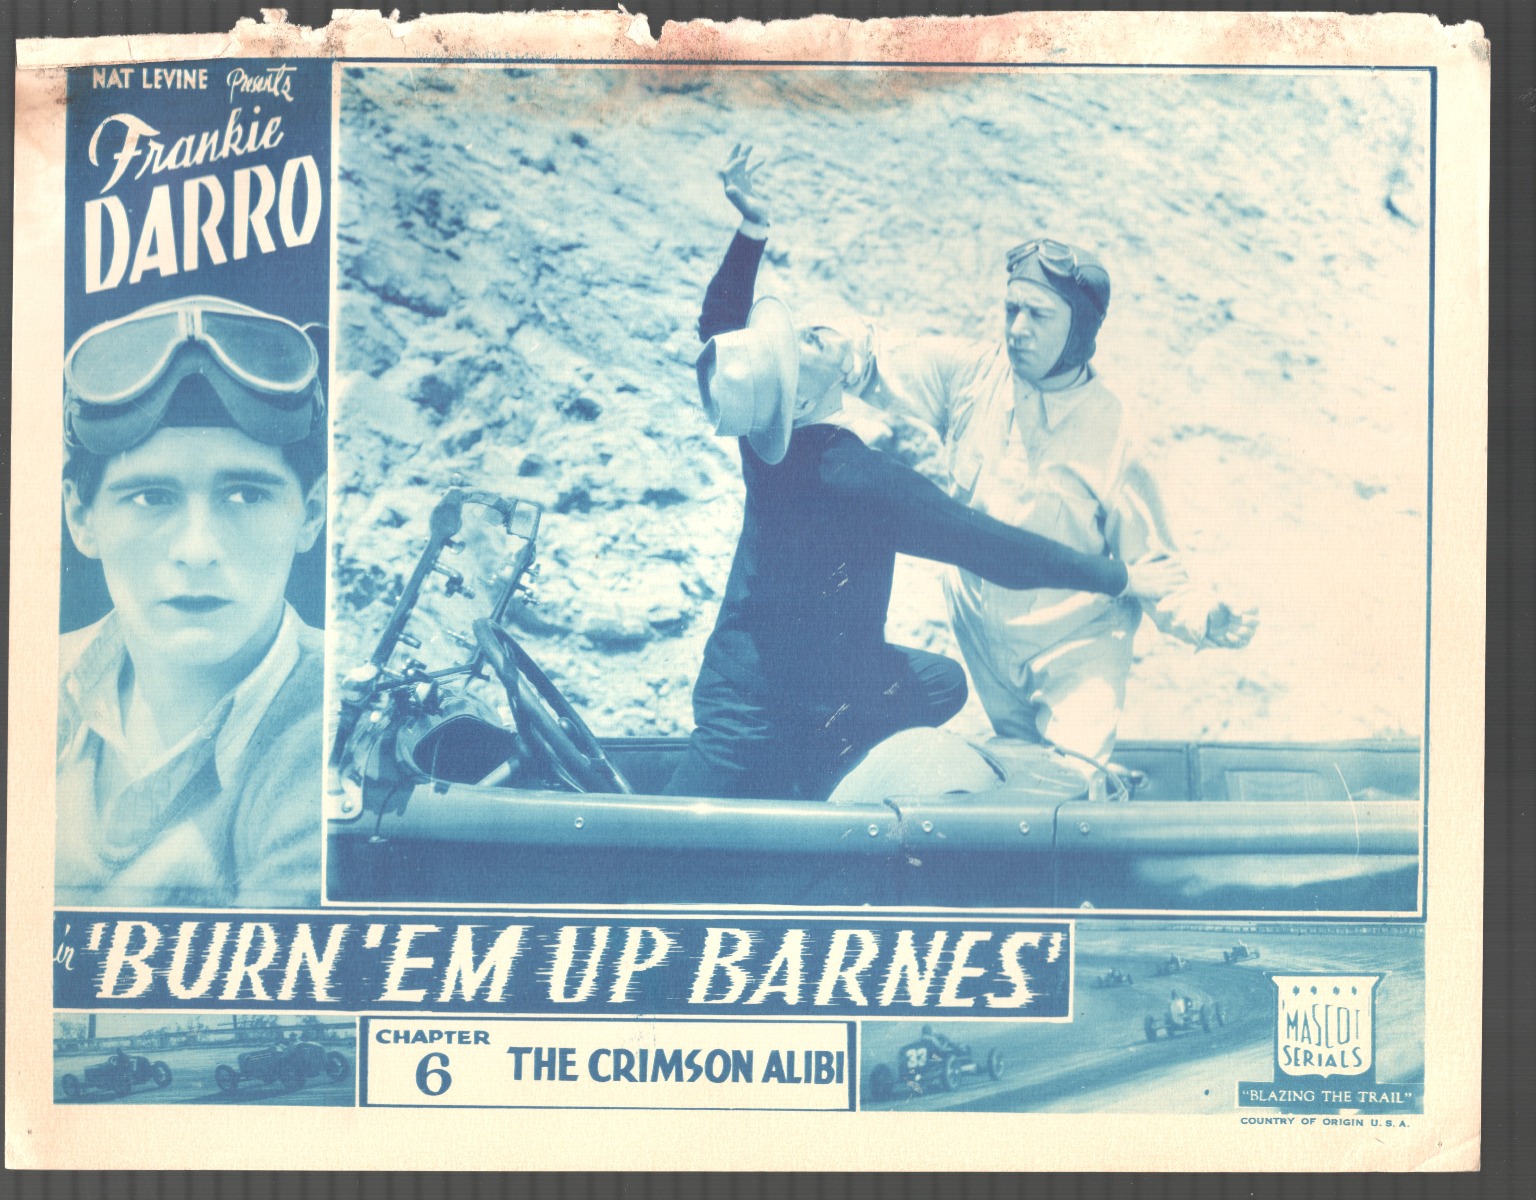 NAT LEVINE Presents
Frankie
DARRO
in 'BURN 'EM UP BARNES'
CHAPTER
6
THE CRIMSON ALIBI
33
MASCOT
SERIALS
"BLAZING THE TRAIL"
COUNTRY OF ORIGIN U.S.A.